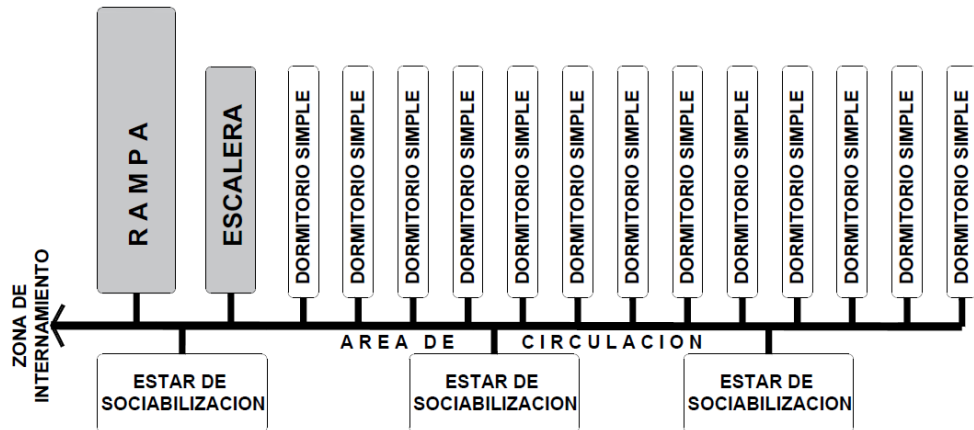 RAMPA
ESCALERA
DORMITORIO SIMPLE
DORMITORIO SIMPLE
DORMITORIO SIMPLE
DORMITORIO SIMPLE
DORMITORIO SIMPLE
DORMITORIO SIMPLE
DORMITORIO SIMPLE
DORMITORIO SIMPLE
DORMITORIO SIMPLE
DORMITORIO SIMPLE
DORMITORIO SIMPLE
DORMITORIO SIMPLE
DORMITORIO SIMPLE
ZONA DE
INTERNAMIENTO
AREA DE CIRCULACION
ESTAR DE
SOCIABILIZACION
ESTAR DE
SOCIABILIZACION
ESTAR DE
SOCIABILIZACION